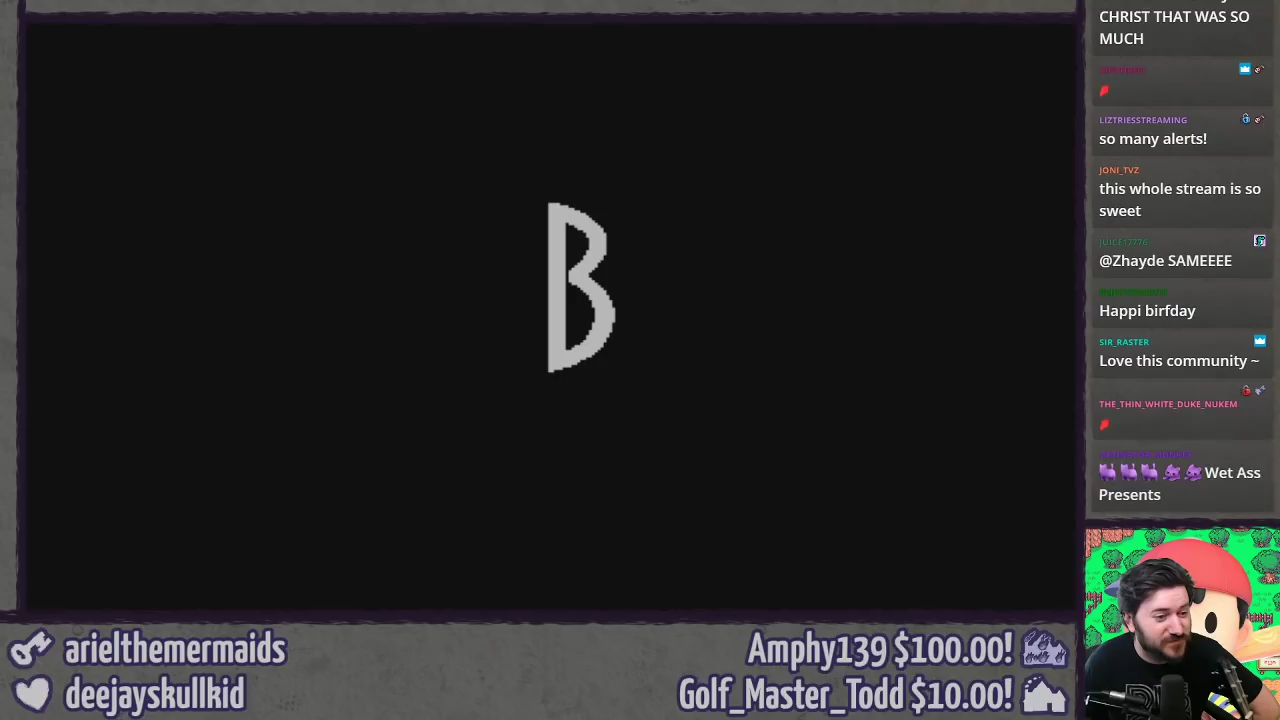 CHRIST THAT WAS SO
MUCH
LIZTRIESSTREAMING
so many alerts!
JONI_TVZ
this whole stream is so
sweet
JUICE17776
@Zhayde SAMEEEE
Happi birfday
SIR_RASTER
Love this community ~
THE_THIN_WHITE_DUKE_NUKEM
Wet Ass
Presents
B
arielthemermaids
deejayskullkid
Amphy139 $100.00!
Golf_Master_Todd $10.00!